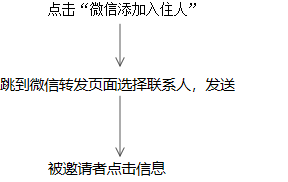 点击“微信添加入住人”
跳到微信转发页面选择联系人，发送
被邀请者点击信息